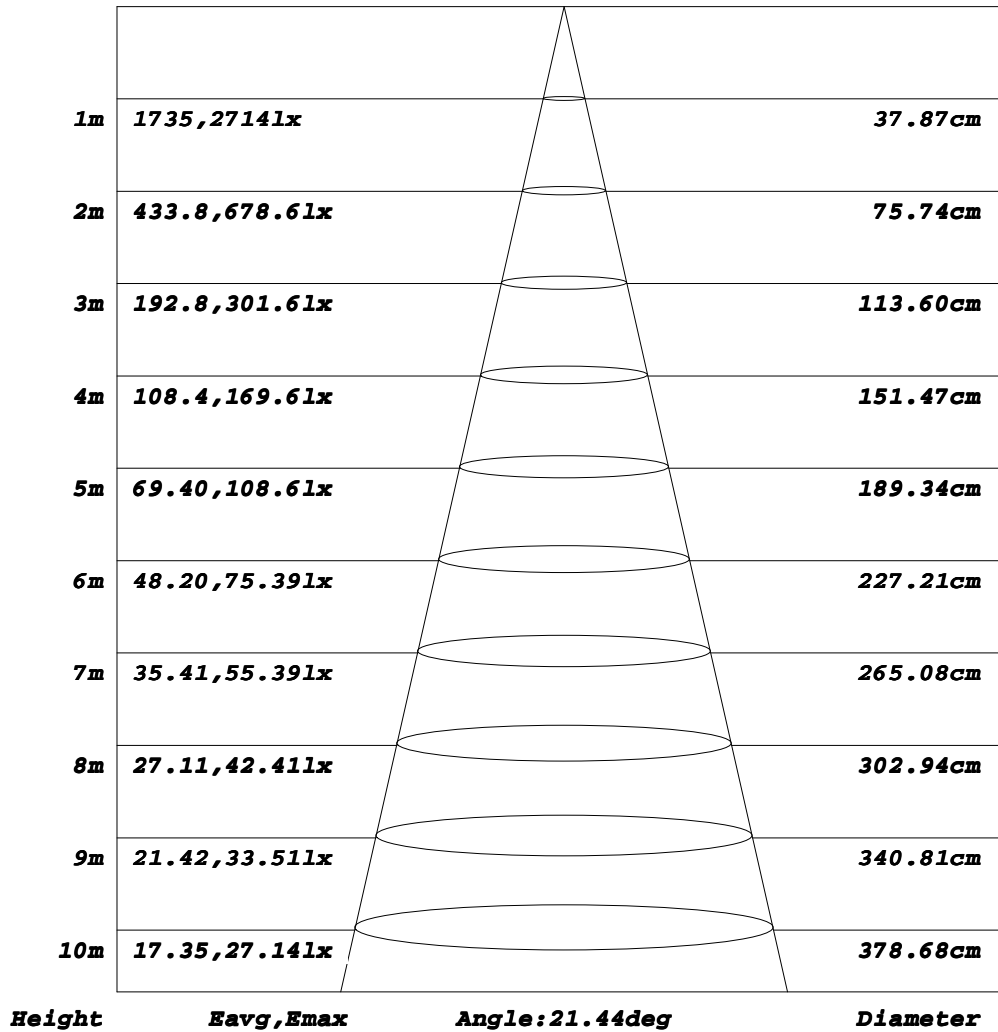 1m 1735,2714lx 37.87cm
2m 433.8,678.6lx 75.74cm
3m 192.8,301.6lx 113.60cm
4m 108.4,169.6lx 151.47cm
5m 69.40,108.6lx 189.34cm
6m 48.20,75.39lx 227.21cm
7m 35.41,55.39lx 265.08cm
8m 27.11,42.41lx 302.94cm
9m 21.42,33.51lx 340.81cm
10m 17.35,27.14lx 378.68cm
Height Eavg,Emax Angle:21.44deg Diameter